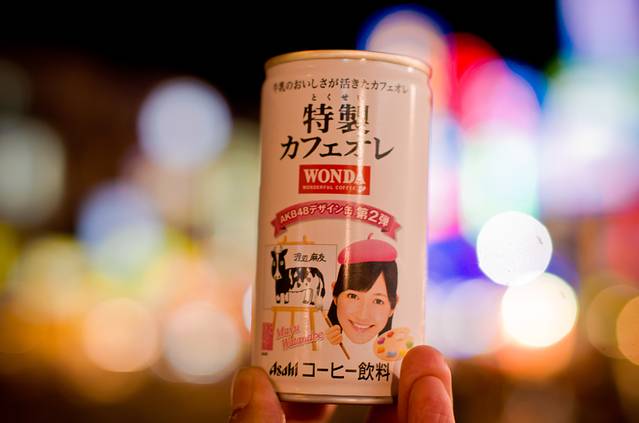 牛乳のおいしさが活きたカフェオレ
とくせい
特製
カフェオレ
WONDA
WONDERFUL COFFEE
AKB48デザイン缶 第2弾
渡辺麻友
Mayu
Watanabe
Asahi コーヒー飲料